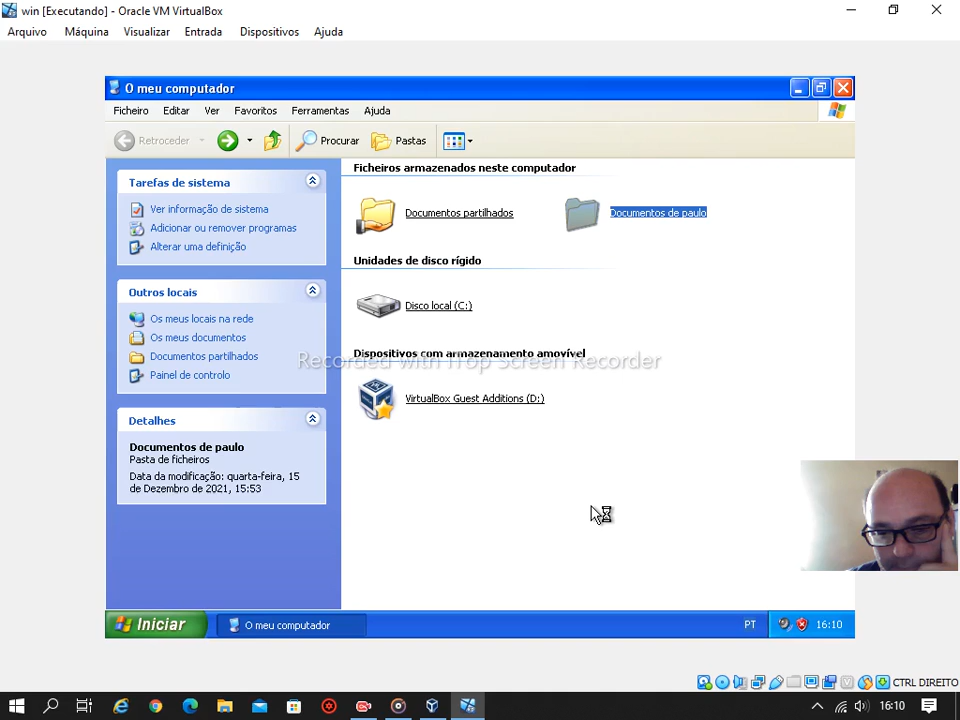 win [Executando] - Oracle VM VirtualBox
Arquivo Máquina Visualizar Entrada Dispositivos Ajuda
O meu computador
Ficheiro Editar Ver Favoritos Ferramentas Ajuda
Retroceder Procurar Pastas
Tarefas de sistema
Ver informação de sistema
Adicionar ou remover programas
Alterar uma definição
Outros locais
Os meus locais na rede
Os meus documentos
Documentos partilhados
Painel de controlo
Detalhes
Documentos de paulo
Pasta de ficheiros
Data da modificação: quarta-feira, 15
de Dezembro de 2021, 15:53
Ficheiros armazenados neste computador
Documentos partilhados
Documentos de paulo
Unidades de disco rígido
Disco local (C:)
Dispositivos com armazenamento amovível
Recorded with iTop Screen Recorder
VirtualBox Guest Additions (D:)
Iniciar
O meu computador
PT
16:10
CTRL DIREITO
16:10